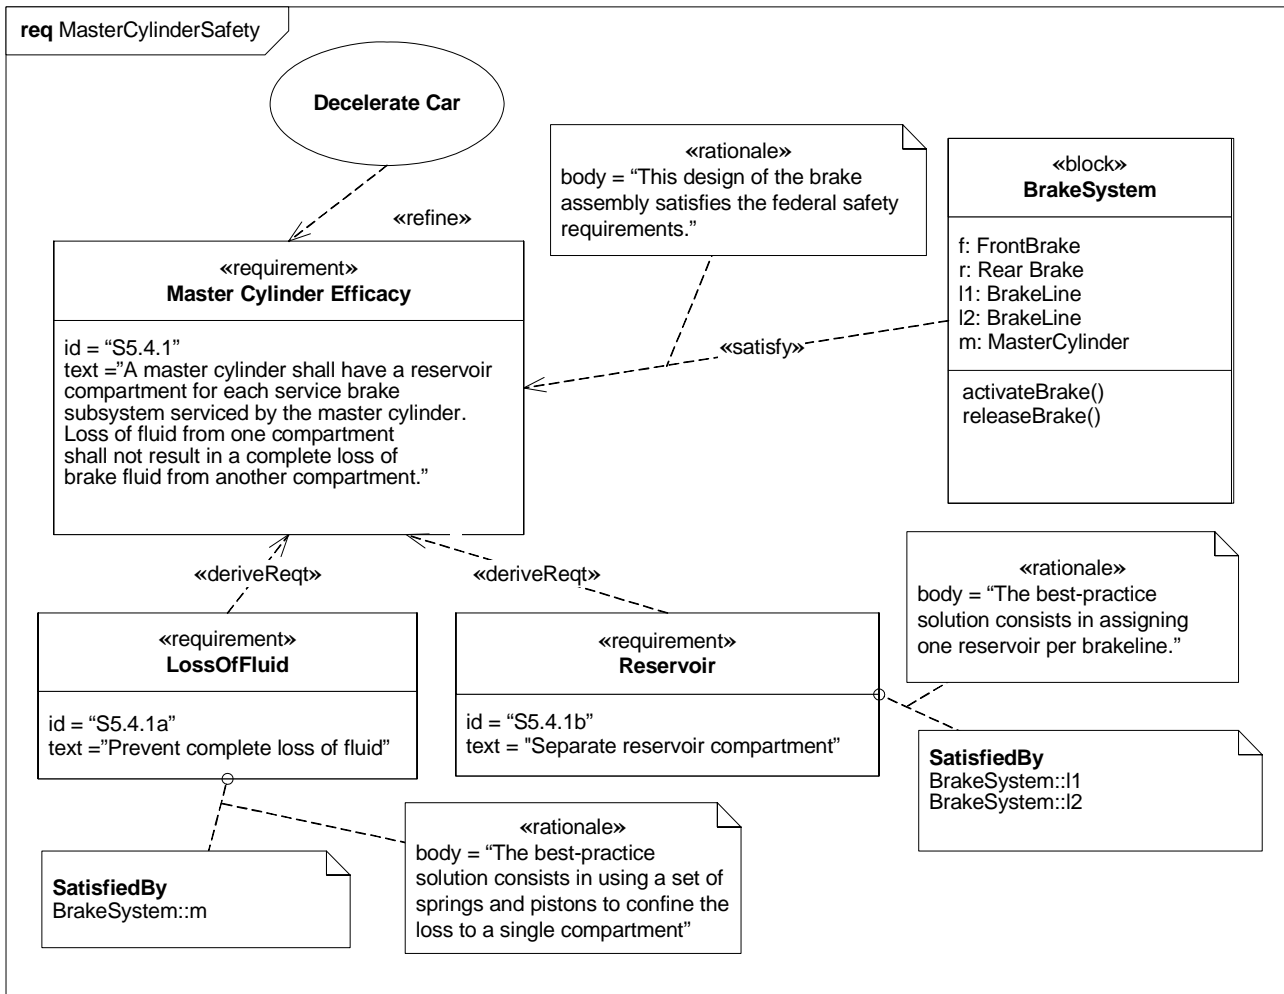 req MasterCylinderSafety
Decelerate Car
«refine»
«rationale»
body = “This design of the brake
assembly satisfies the federal safety
requirements.”
«block»
BrakeSystem
f: FrontBrake
r: Rear Brake
l1: BrakeLine
l2: BrakeLine
m: MasterCylinder
activateBrake()
releaseBrake()
«requirement»
Master Cylinder Efficacy
id = “S5.4.1”
text =”A master cylinder shall have a reservoir
compartment for each service brake
subsystem serviced by the master cylinder.
Loss of fluid from one compartment
shall not result in a complete loss of
brake fluid from another compartment.”
«satisfy»
«deriveReqt»
«deriveReqt»
«requirement»
LossOfFluid
id = “S5.4.1a”
text =”Prevent complete loss of fluid”
«requirement»
Reservoir
id = “S5.4.1b”
text = "Separate reservoir compartment”
«rationale»
body = “The best-practice
solution consists in assigning
one reservoir per brakeline.”
SatisfiedBy
BrakeSystem::l1
BrakeSystem::l2
SatisfiedBy
BrakeSystem::m
«rationale»
body = “The best-practice
solution consists in using a set of
springs and pistons to confine the
loss to a single compartment”